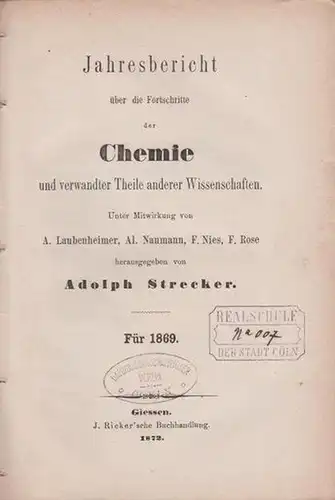 Jahresbericht
über die Fortschritte
der
Chemie
und verwandter Theile anderer Wissenschaften.
Unter Mitwirkung von
A. Laubenheimer, Al. Naumann, F. Nies, F. Rose
herausgegeben von
Adolph Strecker.
Für 1869.
REALSCHULE
No 007
DER STADT CÖLN
Giessen.
J. Ricker'sche Buchhandlung.
1872.